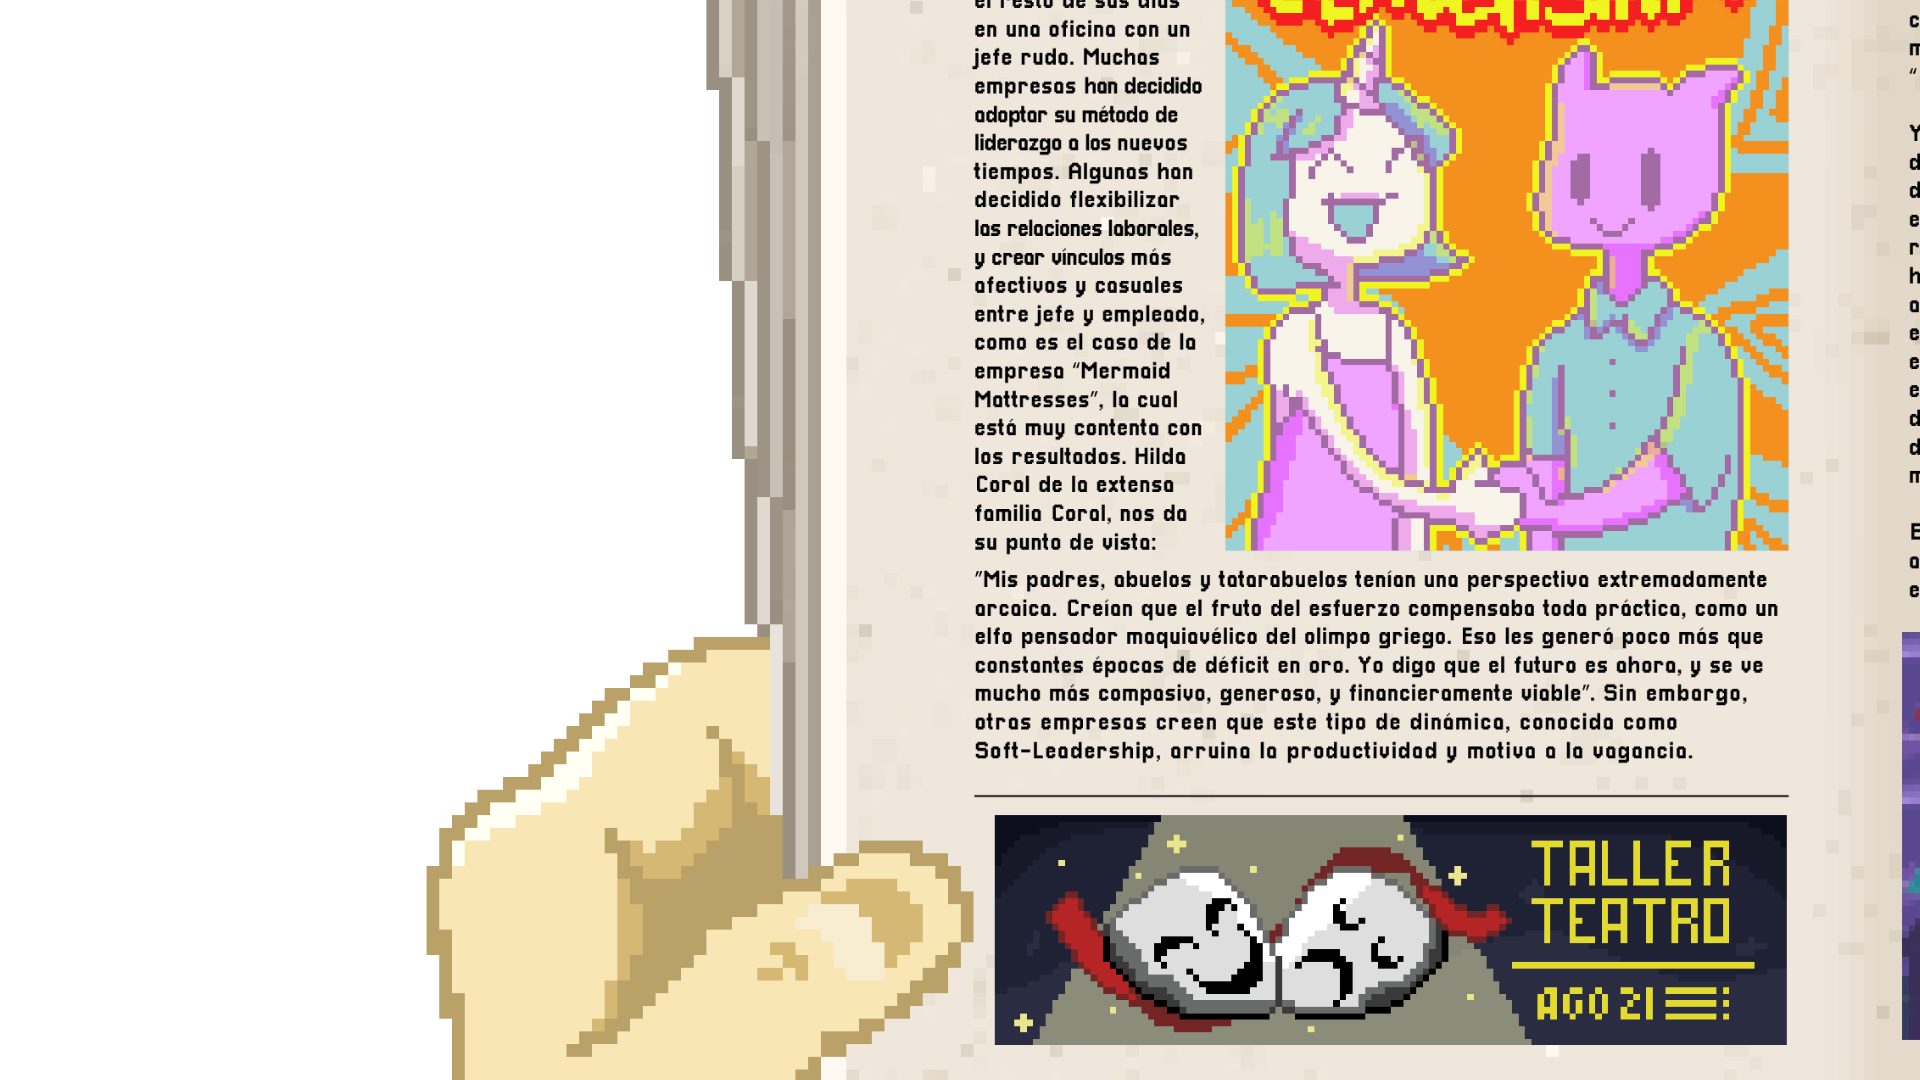 el resto de sus días
en una oficina con un
jefe rudo. Muchas
empresas han decidido
adoptar su método de
liderazgo a los nuevos
tiempos. Algunas han
decidido flexibilizar
las relaciones laborales,
y crear vínculos más
afectivos y casuales
entre jefe y empleado,
como es el caso de la
empresa "Mermaid
Mattresses", la cual
está muy contenta con
los resultados. Hilda
Coral de la extensa
familia Coral, nos da
su punto de vista:
"Mis padres, abuelos y tatarabuelos tenían una perspectiva extremadamente
arcaica. Creían que el fruto del esfuerzo compensaba toda práctica, como un
elfo pensador maquiavélico del olimpo griego. Eso les generó poco más que
constantes épocas de déficit en oro. Yo digo que el futuro es ahora, y se ve
mucho más compasivo, generoso, y financieramente viable". Sin embargo,
otras empresas creen que este tipo de dinámica, conocida como
Soft-Leadership, arruina la productividad y motiva a la vagancia.
TALLER
TEATRO
AGO 21